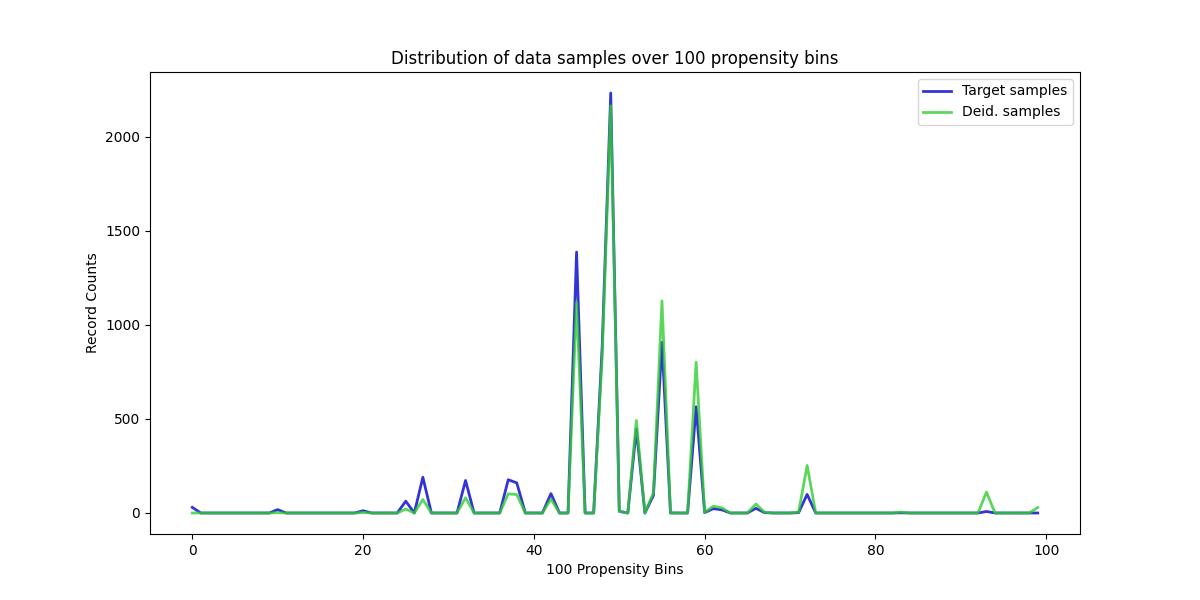 Distribution of data samples over 100 propensity bins
Target samples
Deid. samples
Record Counts
2000
1500
1000
500
0
0 20 40 60 80 100
100 Propensity Bins